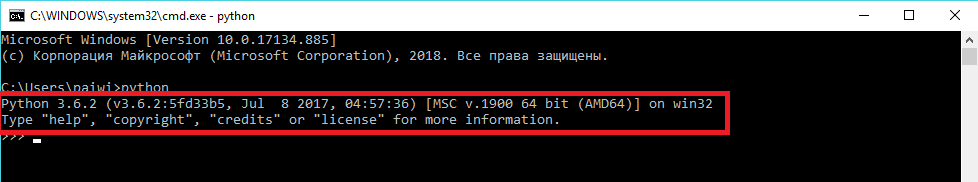 C:\WINDOWS\system32\cmd.exe - python
Microsoft Windows [Version 10.0.17134.885]
(c) Корпорация Майкрософт (Microsoft Corporation), 2018. Все права защищены.
C:\Users\naiwi>python
Python 3.6.2 (v3.6.2:5fd33b5, Jul  8 2017, 04:57:36) [MSC v.1900 64 bit (AMD64)] on win32
Type "help", "copyright", "credits" or "license" for more information.
>>>